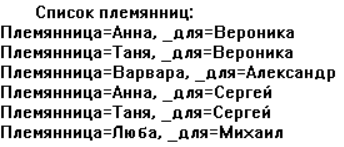 Список племянниц:
Племянница=Анна, _для=Вероника
Племянница=Таня, _для=Вероника
Племянница=Варвара, _для=Александр
Племянница=Анна, _для=Сергей
Племянница=Таня, _для=Сергей
Племянница=Люба, _для=Михаил